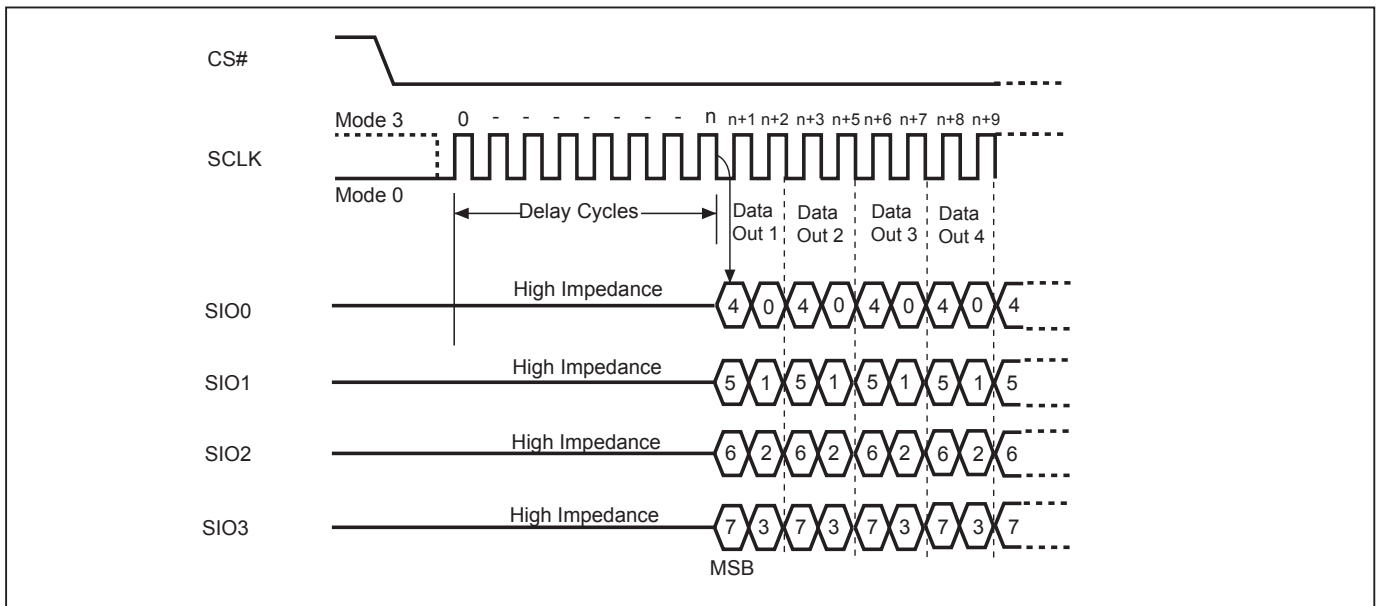 CS#
Mode 3
0 - - - - - - n n+1 n+2 n+3 n+5 n+6 n+7 n+8 n+9
SCLK
Mode 0
Delay Cycles
Data Out 1
Data Out 2
Data Out 3
Data Out 4
High Impedance
SIO0
4 0 4 0 4 0 4 0 4
High Impedance
SIO1
5 1 5 1 5 1 5 1 5
High Impedance
SIO2
6 2 6 2 6 2 6 2 6
High Impedance
SIO3
7 3 7 3 7 3 7 3 7
MSB